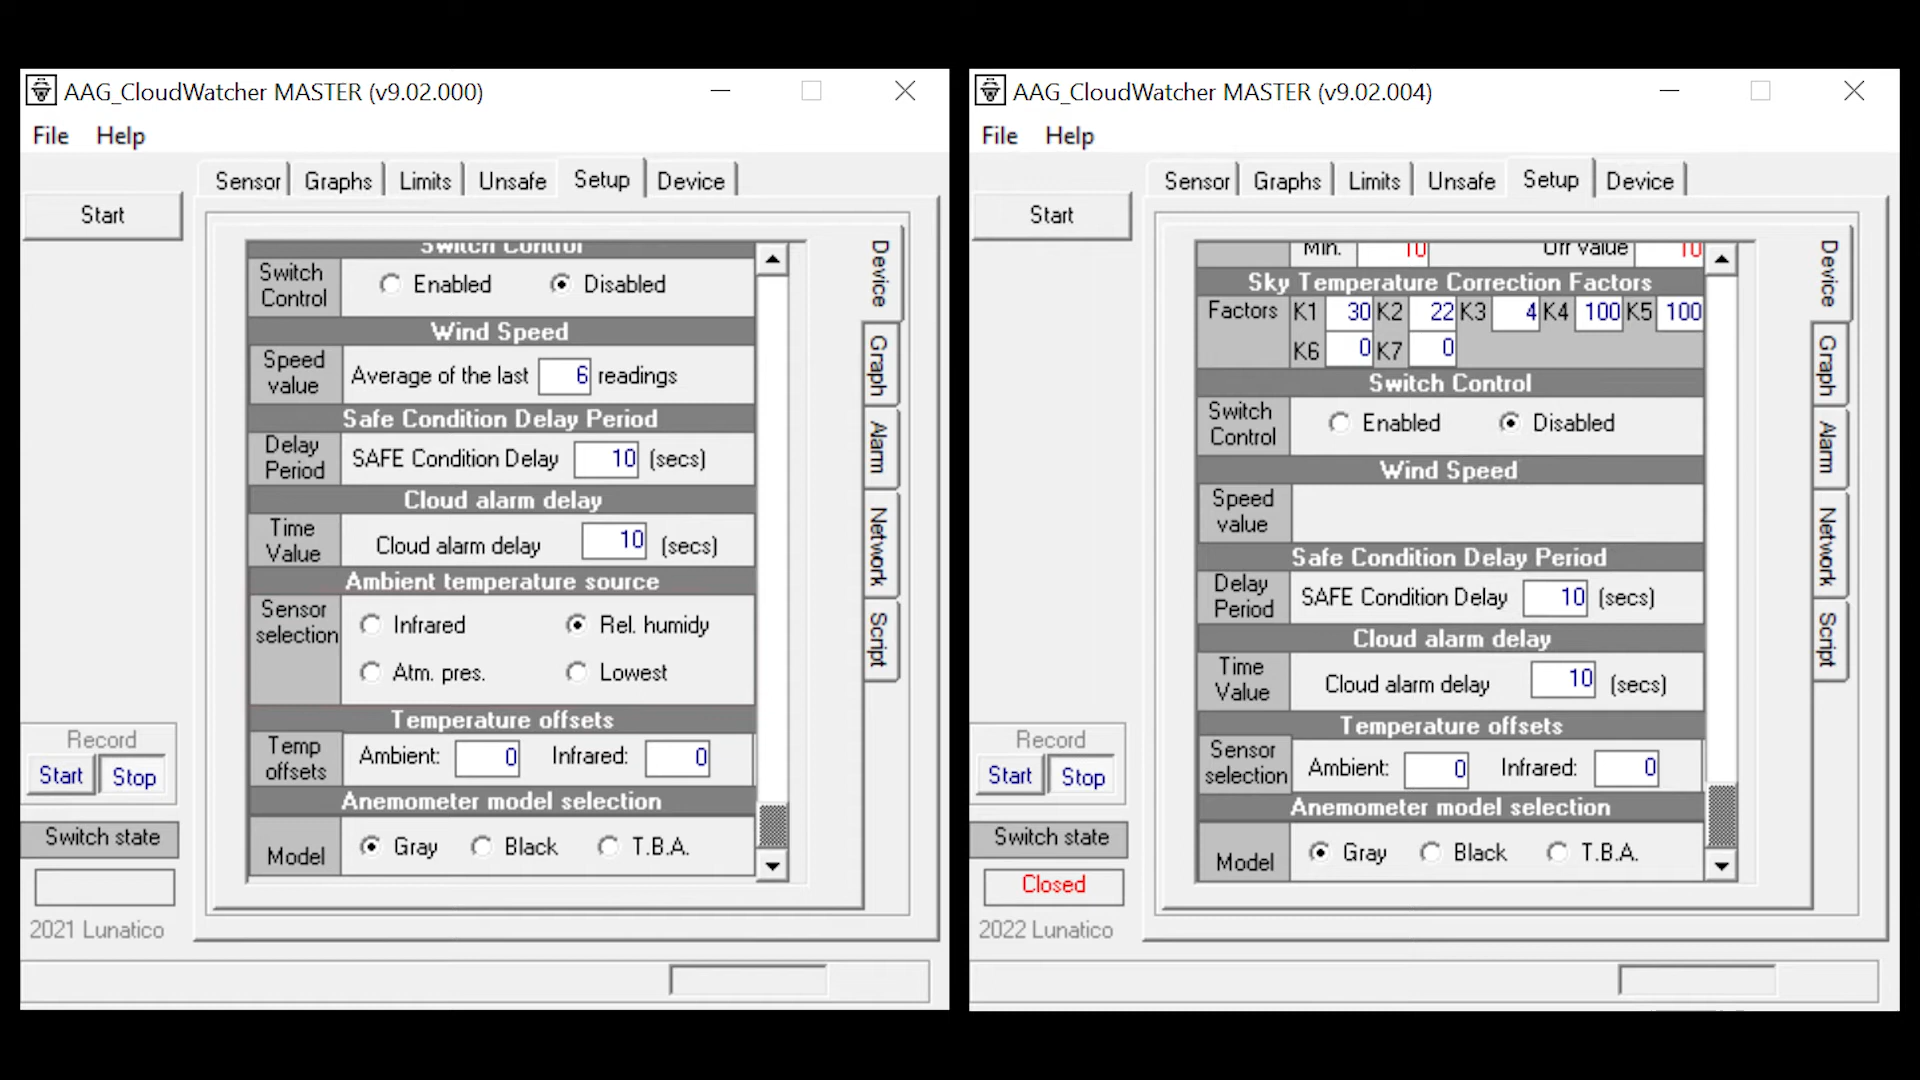 AAG_CloudWatcher MASTER (v9.02.000)
File Help
Sensor Graphs Limits Unsafe Setup Device
Start
Switch Control
Switch Control Enabled Disabled
Wind Speed
Speed value Average of the last 6 readings
Safe Condition Delay Period
Delay Period SAFE Condition Delay 10 (secs)
Cloud alarm delay
Time Value Cloud alarm delay 10 (secs)
Ambient temperature source
Sensor selection Infrared Rel. humidy
Atm. pres. Lowest
Temperature offsets
Temp offsets Ambient: 0 Infrared: 0
Anemometer model selection
Model Gray Black T.B.A.
Device
Graph
Alarm
Network
Script
Record
Start Stop
Switch state
2021 Lunatico
AAG_CloudWatcher MASTER (v9.02.004)
File Help
Sensor Graphs Limits Unsafe Setup Device
Start
Min. 10 Off value 10
Sky Temperature Correction Factors
Factors K1 30 K2 22 K3 4 K4 100 K5 100
K6 0 K7 0
Switch Control
Switch Control Enabled Disabled
Wind Speed
Speed value
Safe Condition Delay Period
Delay Period SAFE Condition Delay 10 (secs)
Cloud alarm delay
Time Value Cloud alarm delay 10 (secs)
Temperature offsets
Sensor selection Ambient: 0 Infrared: 0
Anemometer model selection
Model Gray Black T.B.A.
Device
Graph
Alarm
Network
Script
Record
Start Stop
Switch state
Closed
2022 Lunatico